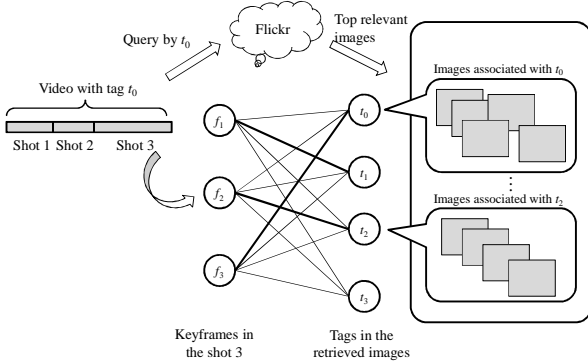 Flickr
Top relevant
images
Query by t0
Video with tag t0
Shot 1 Shot 2 Shot 3
Images associated with t0
f1
f2
f3
t0
t1
t2
t3
⋮
Images associated with t2
Keyframes in
the shot 3
Tags in the
retrieved images